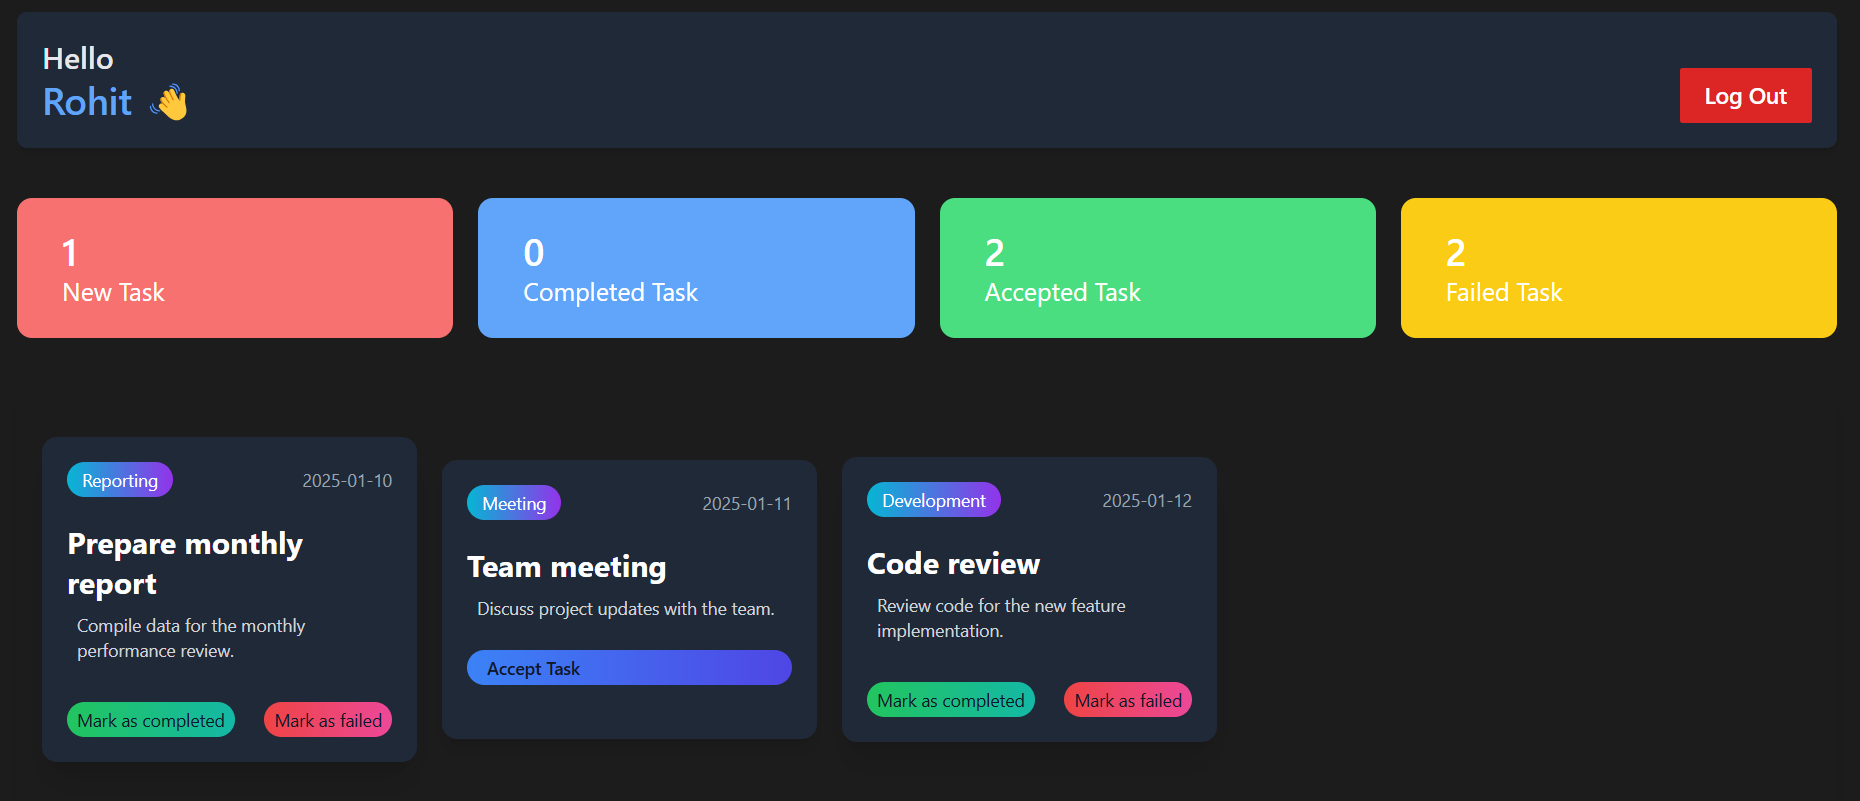 Hello
Rohit 👋
Log Out
1
New Task
0
Completed Task
2
Accepted Task
2
Failed Task
Reporting
2025-01-10
Prepare monthly
report
Compile data for the monthly
performance review.
Mark as completed
Mark as failed
Meeting
2025-01-11
Team meeting
Discuss project updates with the team.
Accept Task
Development
2025-01-12
Code review
Review code for the new feature
implementation.
Mark as completed
Mark as failed